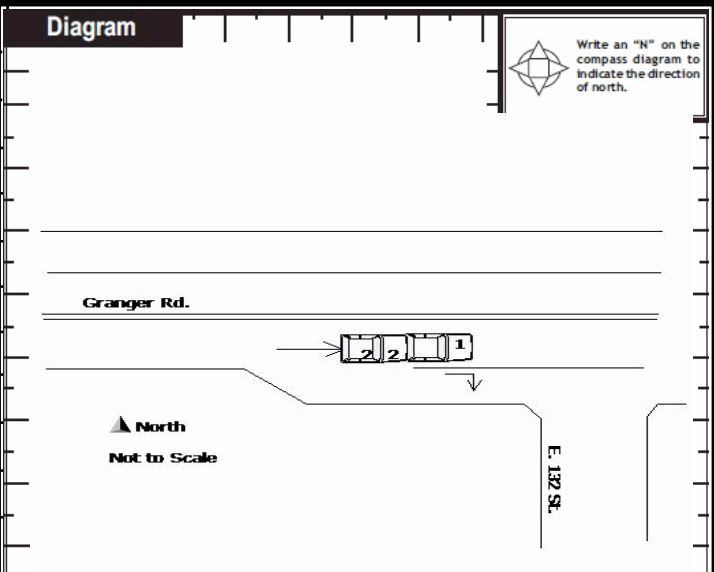 Diagram
Write an “N” on the
compass diagram to
indicate the direction
of north.
Granger Rd.
2 2 1
North
Not to Scale
E. 132 St.